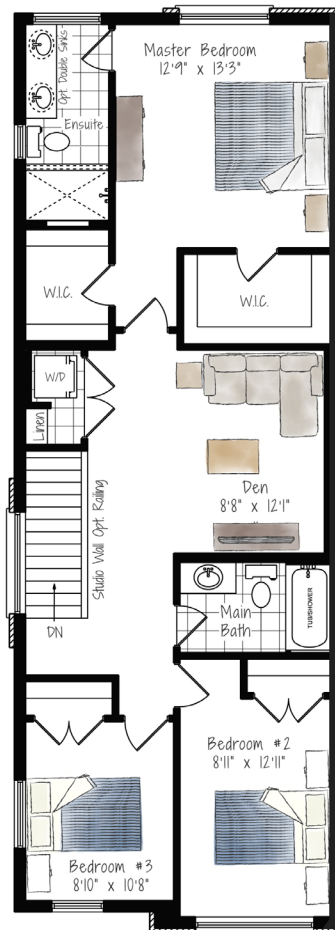 Opt. Double Sinks
Master Bedroom
12'9" x 13'3"
Ensuite
W.I.C.
W.I.C.
W/D
Linen
Den
8'8" x 12'1"
Studio Wall Opt. Railing
DN
Main
Bath
TUB/SHOWER
Bedroom #2
8'11" x 12'11"
Bedroom #3
8'10" x 10'8"